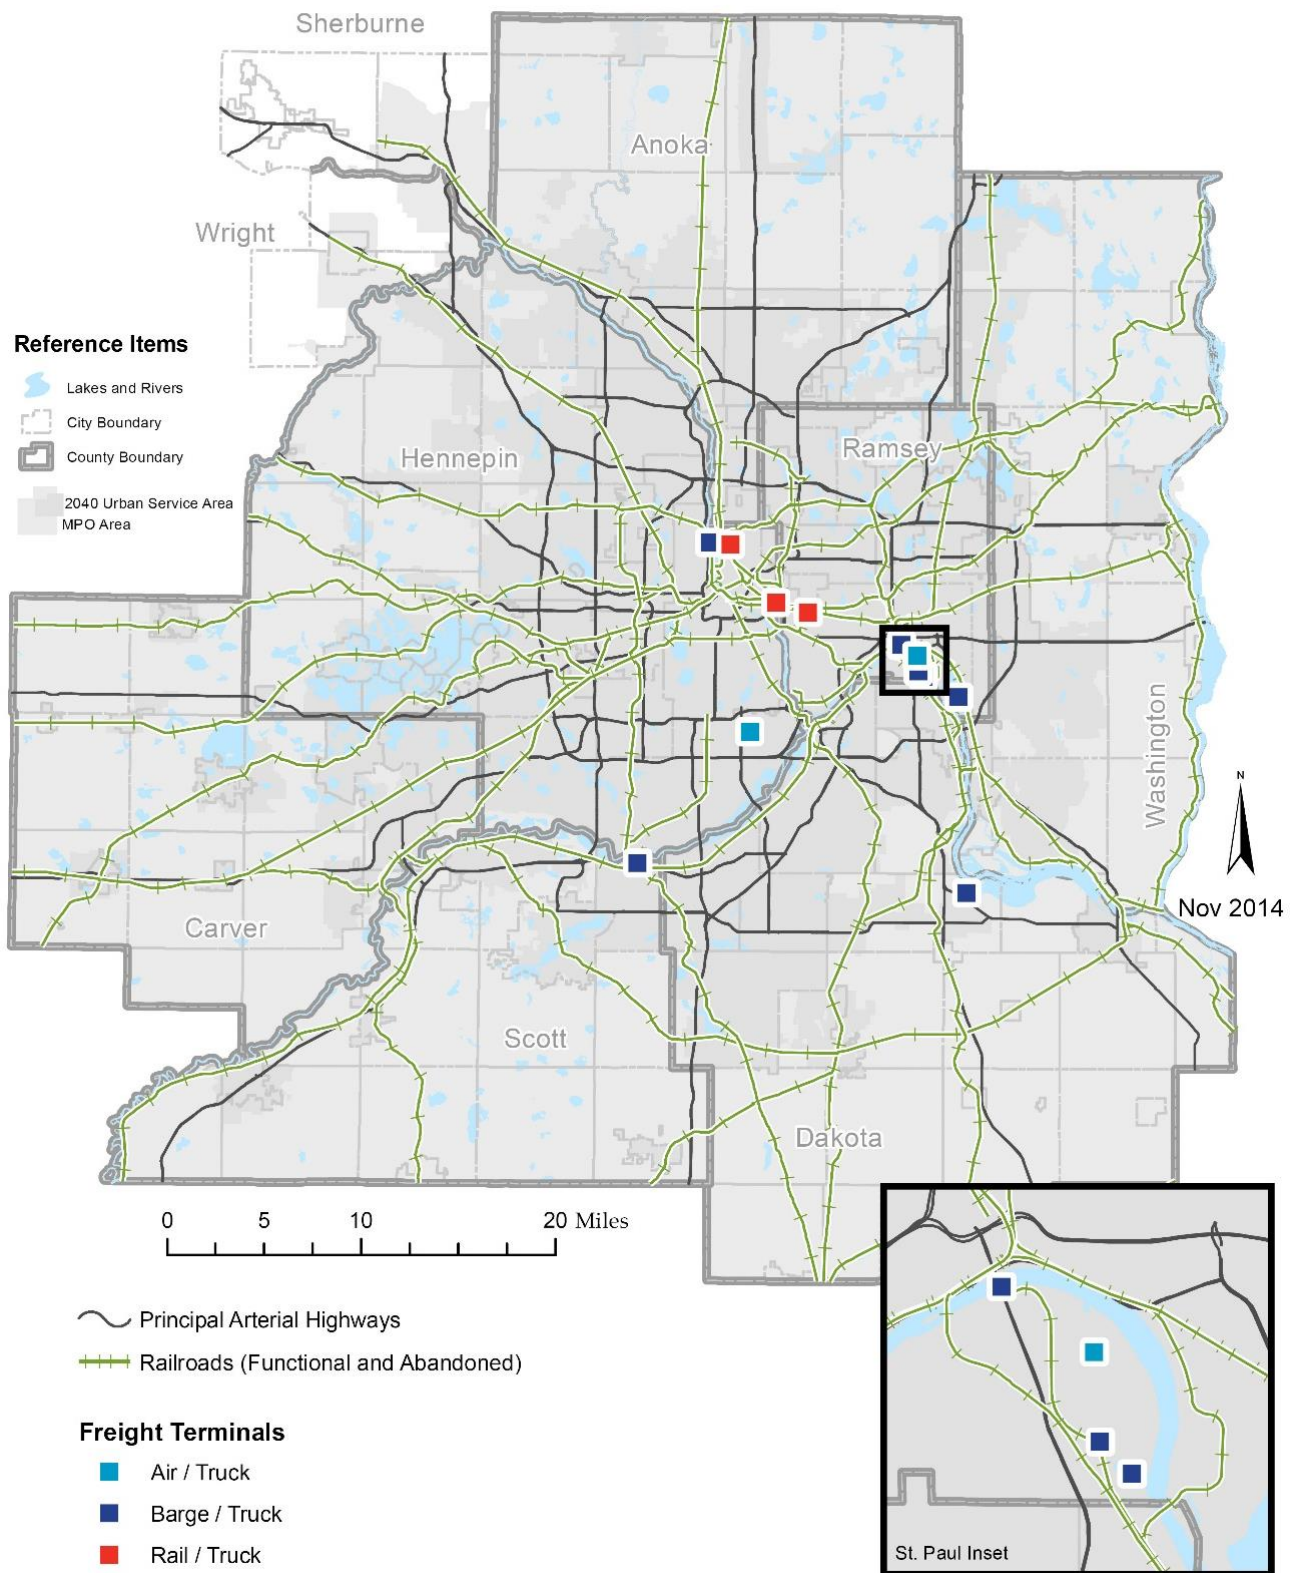 Sherburne
Anoka
Wright
Reference Items
Lakes and Rivers
City Boundary
County Boundary
2040 Urban Service Area
MPO Area
Hennepin
Ramsey
Washington
N
Nov 2014
Carver
Scott
Dakota
0 5 10 20 Miles
Principal Arterial Highways
Railroads (Functional and Abandoned)
Freight Terminals
Air / Truck
Barge / Truck
Rail / Truck
St. Paul Inset